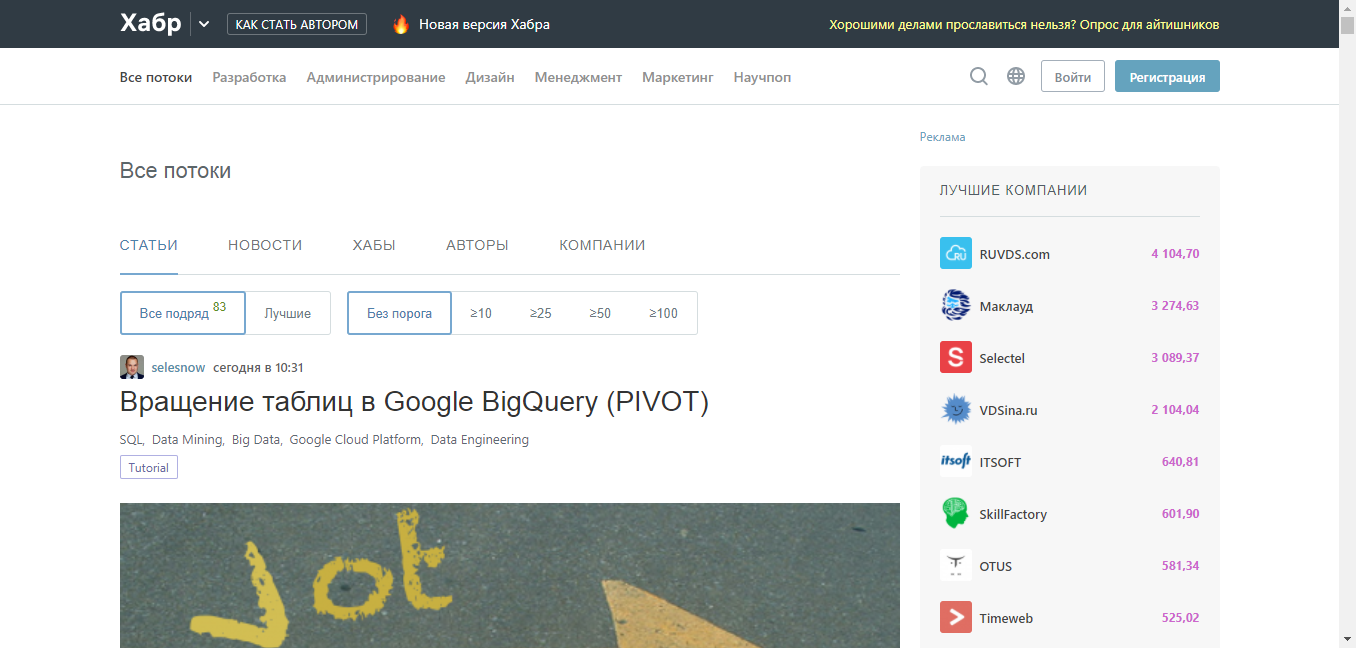 Хабр КАК СТАТЬ АВТОРОМ Новая версия Хабра Хорошими делами прославиться нельзя? Опрос для айтишников
Все потоки Разработка Администрирование Дизайн Менеджмент Маркетинг Научпоп Войти Регистрация
Все потоки
СТАТЬИ НОВОСТИ ХАБЫ АВТОРЫ КОМПАНИИ
Все подряд 83 Лучшие Без порога ≥10 ≥25 ≥50 ≥100
selesnow сегодня в 10:31
Вращение таблиц в Google BigQuery (PIVOT)
SQL, Data Mining, Big Data, Google Cloud Platform, Data Engineering
Tutorial
Реклама
ЛУЧШИЕ КОМПАНИИ
RU RUVDS.com 4 104,70
Маклауд 3 274,63
S Selectel 3 089,37
VDSina.ru 2 104,04
itsoft ITSOFT 640,81
SkillFactory 601,90
OTUS 581,34
Timeweb 525,02